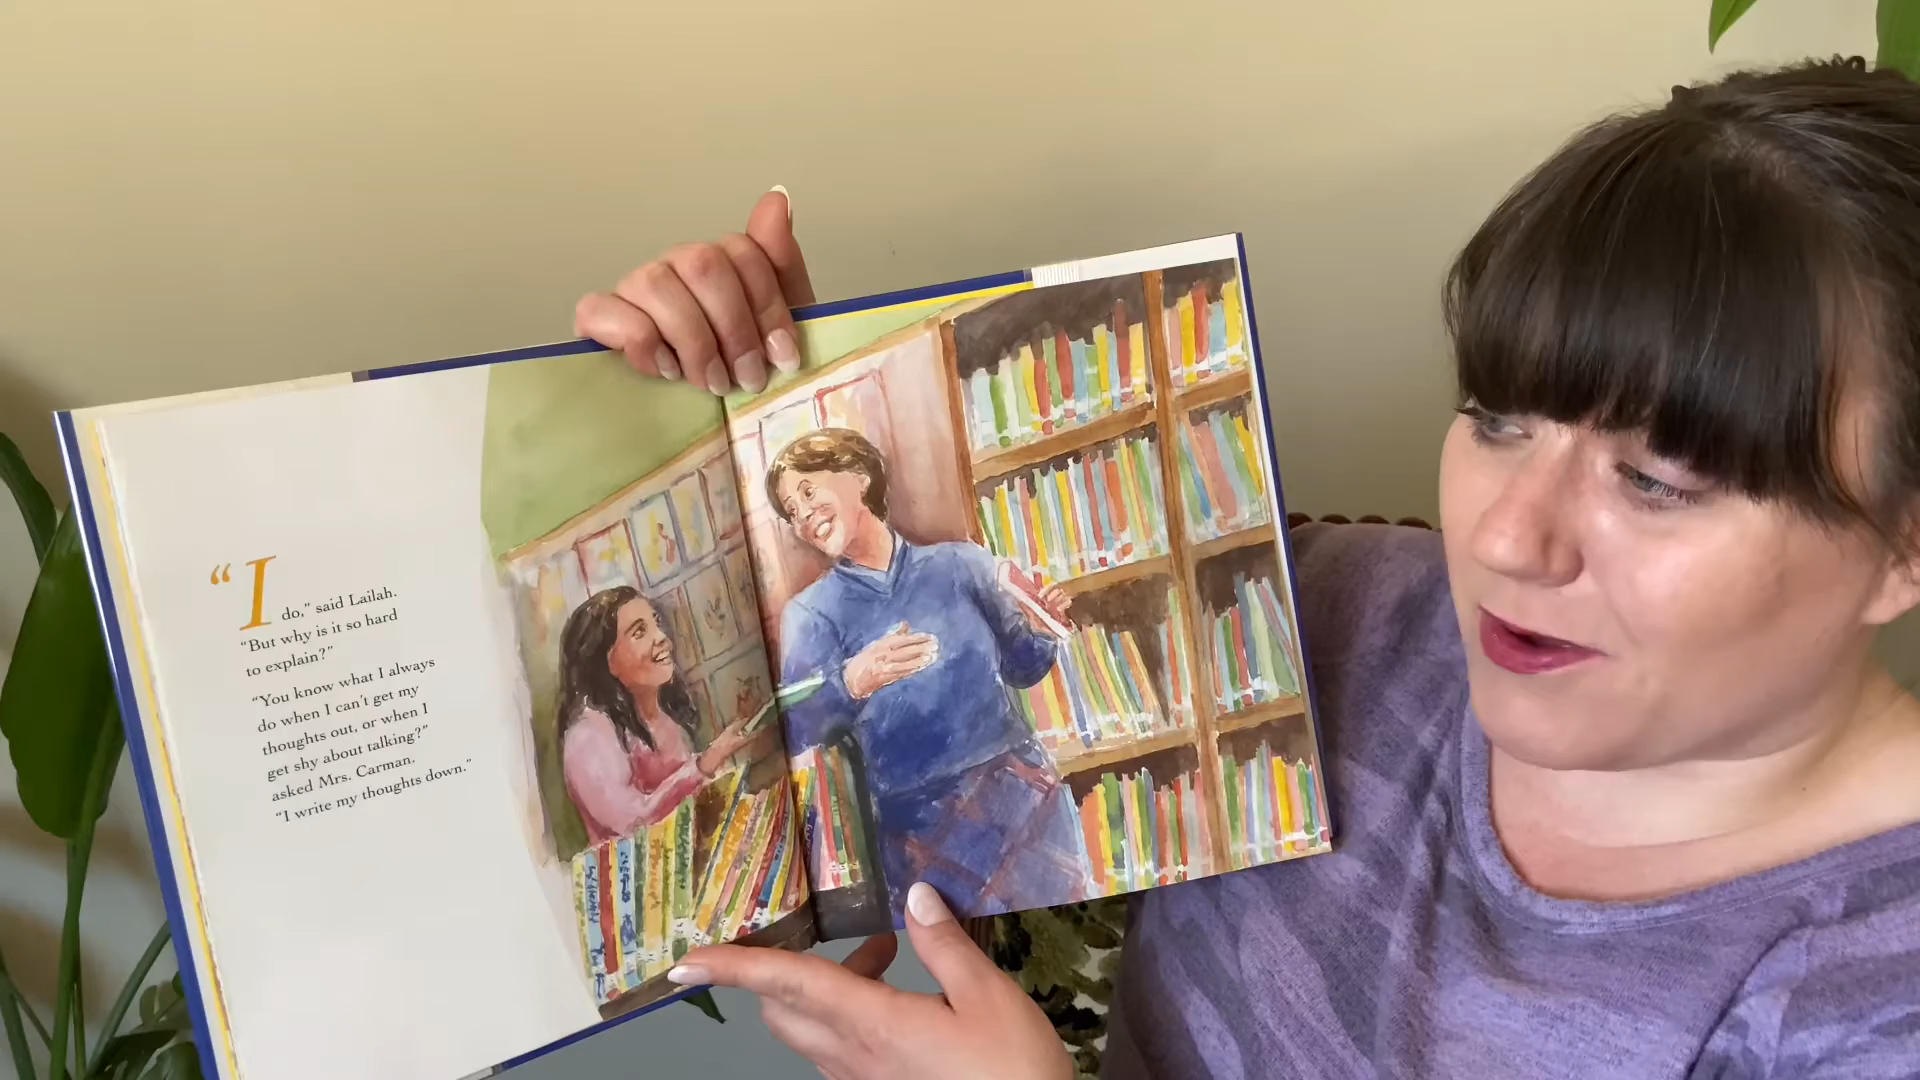 “I do,” said Lailah.
“But why is it so hard
to explain?”
“You know what I always
do when I can’t get my
thoughts out, or when I
get shy about talking?”
asked Mrs. Carman.
“I write my thoughts down.”